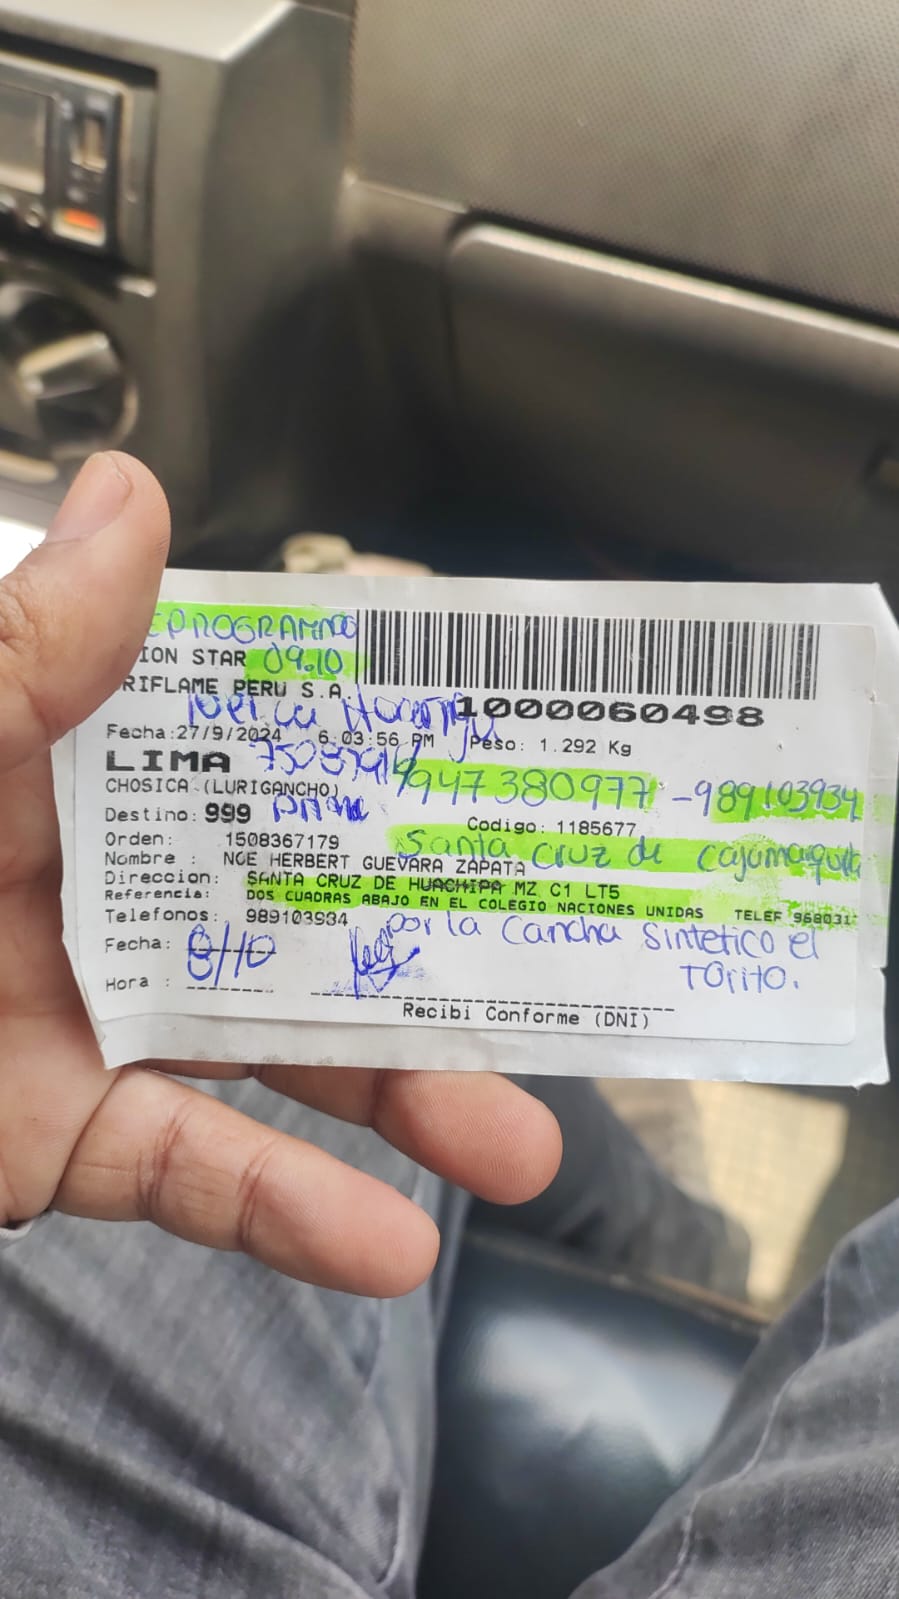 EPROGRAMADO
ION STAR 09.10
RIFLAME PERU S.A.
10000060498
Fecha:27/9/2024 6:03:56 PM Peso: 1.292 Kg
LIMA
947380977 -989103934
CHOSICA (LURIGANCHO)
Destino: 999
Codigo: 1185677
Orden: 1508367179
Santa Cruz de Cajamarquilla
Nombre : NOE HERBERT GUEVARA ZAPATA
Direccion: SANTA CRUZ DE HUACHIPA MZ C1 LT5
Referencia: DOS CUADRAS ABAJO EN EL COLEGIO NACIONES UNIDAS TELEF 968031
Telefonos: 989103934
por la Cancha sintetico el
Torito.
Fecha: 8/10
Hora :
Recibi Conforme (DNI)